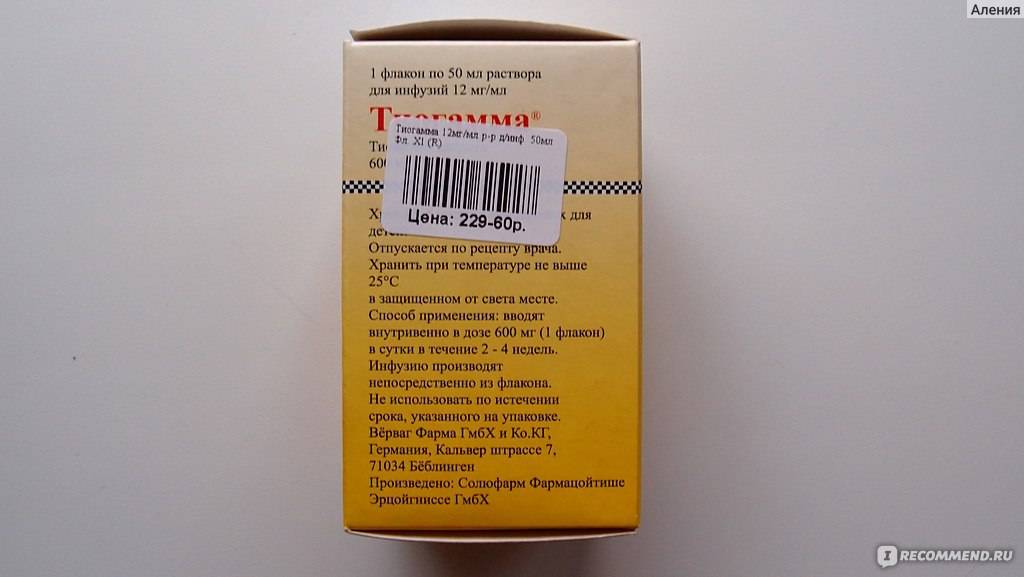 Аления
1 флакон по 50 мл раствора
для инфузий 12 мг/мл
Тиогамма®
Тиогамма 12мг/мл р-р д/инф. 50мл
Фл. X1 (R)
Цена: 229-60р.
для
Отпускается по рецепту врача.
Хранить при температуре не выше
25°C
в защищенном от света месте.
Способ применения: вводят
внутривенно в дозе 600 мг (1 флакон)
в сутки в течение 2 - 4 недель.
Инфузию производят
непосредственно из флакона.
Не использовать по истечении
срока, указанного на упаковке.
Вёрваг Фарма ГмбХ и Ко.КГ,
Германия, Кальвер штрассе 7,
71034 Бёблинген
Произведено: Солюфарм Фармацойтише
Эрцойгниссе ГмбХ
IRECOMMEND.RU